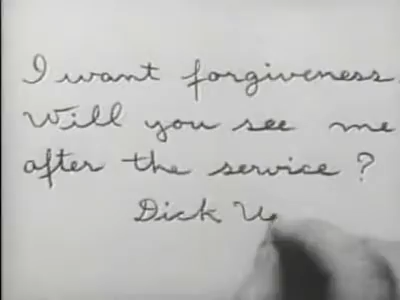 I want forgiveness.
Will you see me
after the service?
Dick